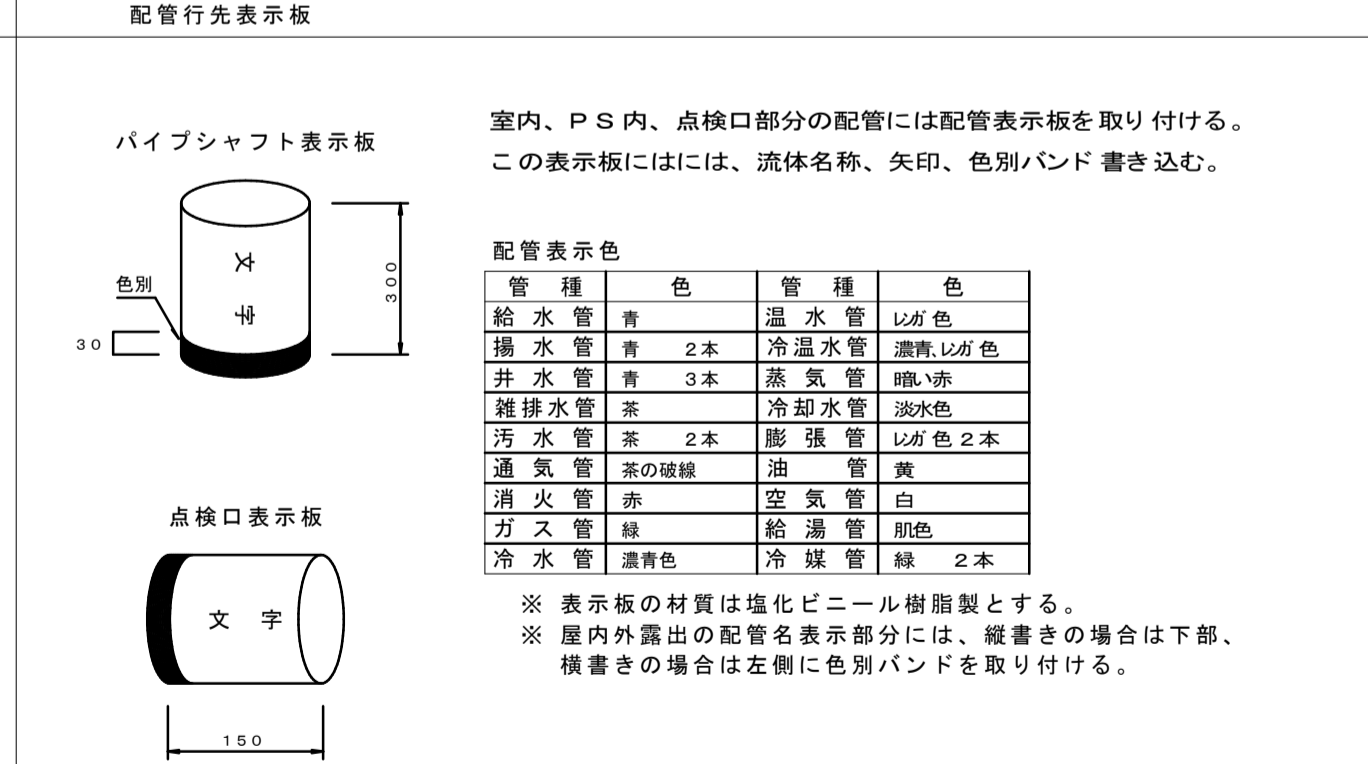 配管行先表示板
パイプシャフト表示板
文字
色別
30
300
点検口表示板
文 字
150
室内、PS内、点検口部分の配管には配管表示板を取り付ける。
この表示板にはには、流体名称、矢印、色別バンド書き込む。
配管表示色
管 種 色 管 種 色
給水管 青 温水管 レンガ色
揚水管 青 2本 冷温水管 濃青、レンガ色
井水管 青 3本 蒸気管 暗い赤
雑排水管 茶 冷却水管 淡水色
汚水管 茶 2本 膨張管 レンガ色2本
通気管 茶の破線 油管 黄
消火管 赤 空気管 白
ガス管 緑 給湯管 肌色
冷水管 濃青色 冷媒管 緑 2本
※ 表示板の材質は塩化ビニール樹脂製とする。
※ 屋内外露出の配管名表示部分には、縦書きの場合は下部、
横書きの場合は左側に色別バンドを取り付ける。